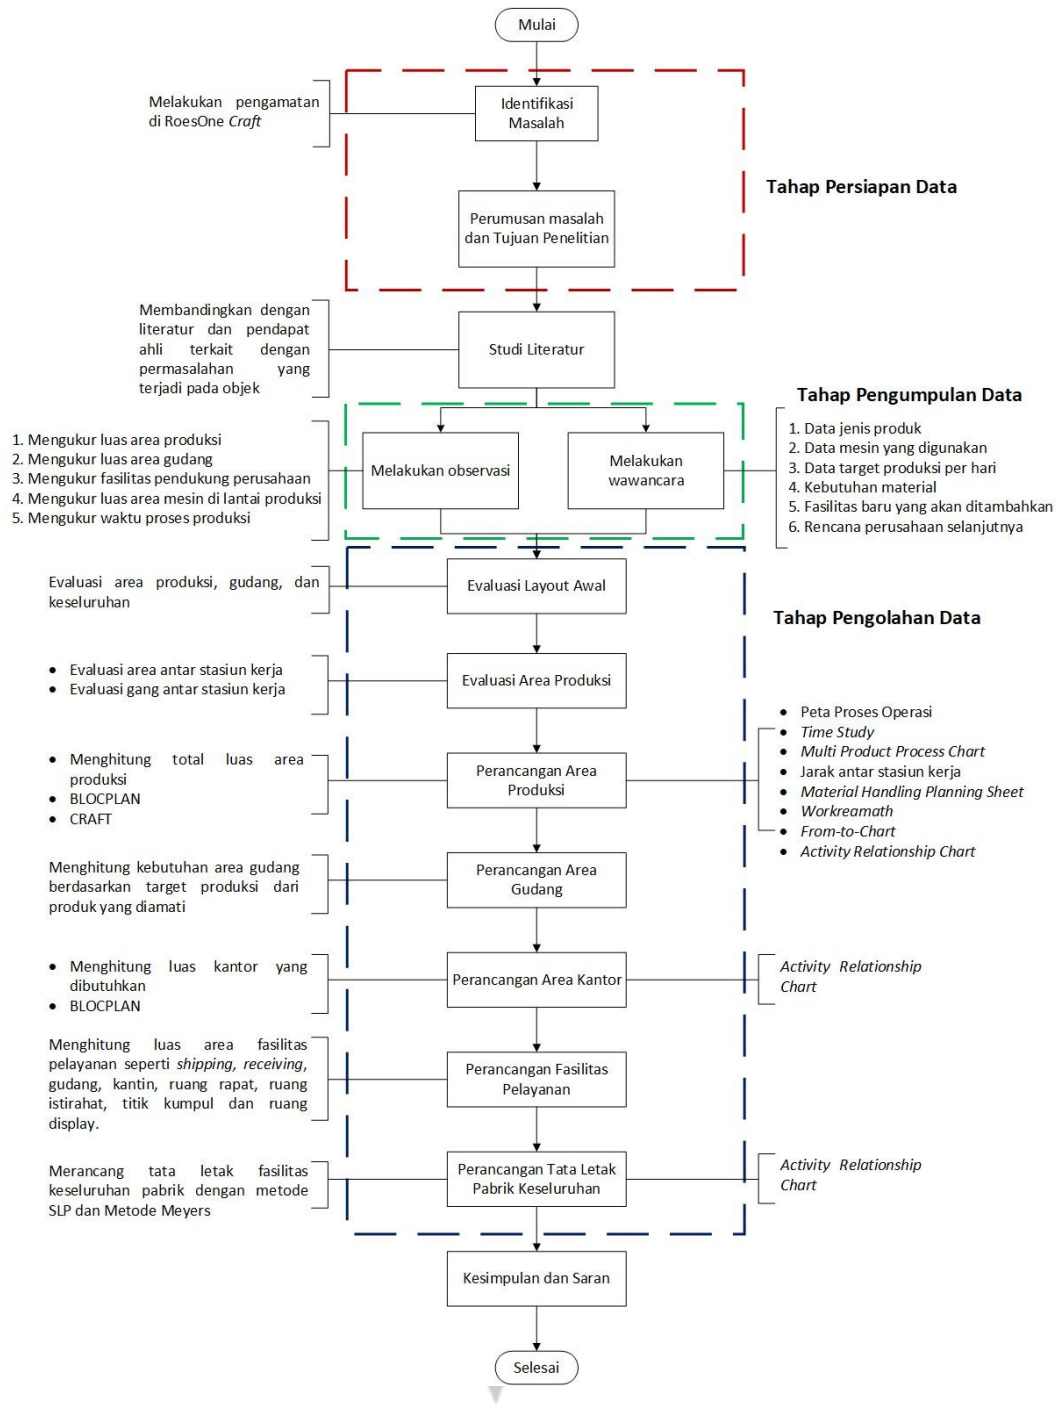 Mulai
Melakukan pengamatan
di RoesOne Craft
Identifikasi
Masalah
Tahap Persiapan Data
Perumusan masalah
dan Tujuan Penelitian
Membandingkan dengan
literatur dan pendapat
ahli terkait dengan
permasalahan yang
terjadi pada objek
Studi Literatur
Tahap Pengumpulan Data
1. Mengukur luas area produksi
2. Mengukur luas area gudang
3. Mengukur fasilitas pendukung perusahaan
4. Mengukur luas area mesin di lantai produksi
5. Mengukur waktu proses produksi
Melakukan observasi
Melakukan
wawancara
1. Data jenis produk
2. Data mesin yang digunakan
3. Data target produksi per hari
4. Kebutuhan material
5. Fasilitas baru yang akan ditambahkan
6. Rencana perusahaan selanjutnya
Evaluasi area produksi, gudang, dan
keseluruhan
Evaluasi Layout Awal
Tahap Pengolahan Data
• Evaluasi area antar stasiun kerja
• Evaluasi gang antar stasiun kerja
Evaluasi Area Produksi
• Menghitung total luas area
produksi
• BLOCPLAN
• CRAFT
Perancangan Area
Produksi
• Peta Proses Operasi
• Time Study
• Multi Product Process Chart
• Jarak antar stasiun kerja
• Material Handling Planning Sheet
• Workreamath
• From-to-Chart
• Activity Relationship Chart
Menghitung kebutuhan area gudang
berdasarkan target produksi dari
produk yang diamati
Perancangan Area
Gudang
• Menghitung luas kantor yang
dibutuhkan
• BLOCPLAN
Perancangan Area Kantor
Activity Relationship
Chart
Menghitung luas area fasilitas
pelayanan seperti shipping, receiving,
gudang, kantin, ruang rapat, ruang
istirahat, titik kumpul dan ruang
display.
Perancangan Fasilitas
Pelayanan
Merancang tata letak fasilitas
keseluruhan pabrik dengan metode
SLP dan Metode Meyers
Perancangan Tata Letak
Pabrik Keseluruhan
Activity Relationship
Chart
Kesimpulan dan Saran
Selesai